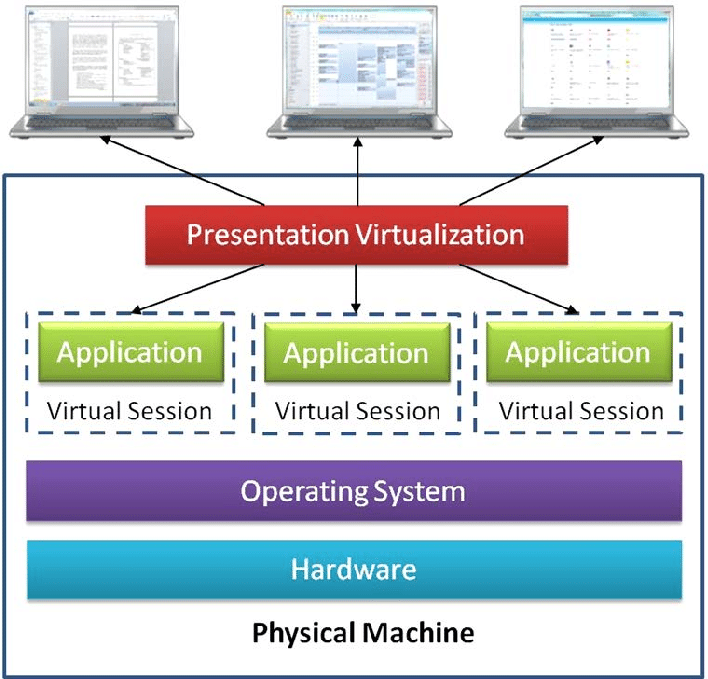 Presentation Virtualization
Application
Application
Application
Virtual Session
Virtual Session
Virtual Session
Operating System
Hardware
Physical Machine